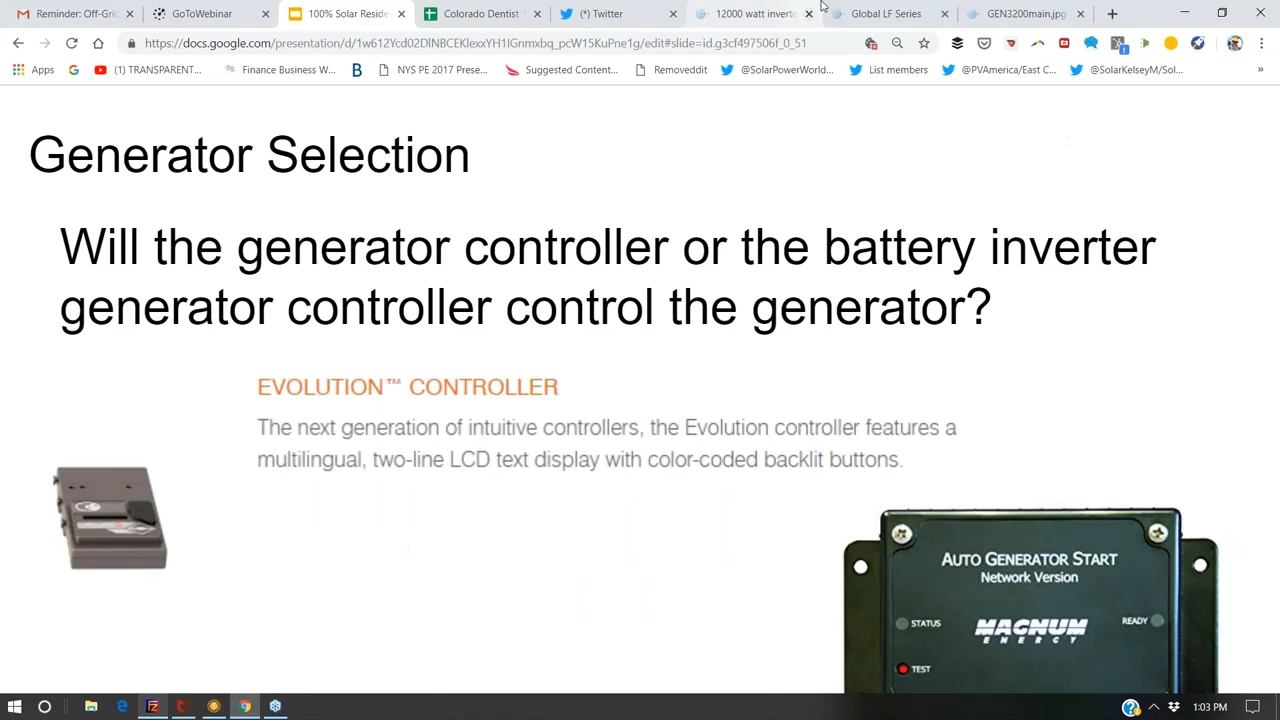 Reminder: Off-Gric
GoToWebinar
100% Solar Reside
Colorado Dentist
(*) Twitter
12000 watt inverte
Global LF Series
GEN3200main.jpg
https://docs.google.com/presentation/d/1w612Ycd02DlNBCEKlexxYH1IGnmxbq_pcW15KuPne1g/edit#slide=id.g3cf497506f_0_51
Apps
(1) TRANSPARENT...
Finance Business W...
NYS PE 2017 Prese...
Suggested Content...
Removeddit
@SolarPowerWorld...
List members
@PVAmerica/East C...
@SolarKelseyM/Sol...
Generator Selection
Will the generator controller or the battery inverter
generator controller control the generator?
EVOLUTION™ CONTROLLER
The next generation of intuitive controllers, the Evolution controller features a
multilingual, two-line LCD text display with color-coded backlit buttons.
AUTO GENERATOR START
Network Version
STATUS
MAGNUM
ENERGY
READY
TEST
1:03 PM